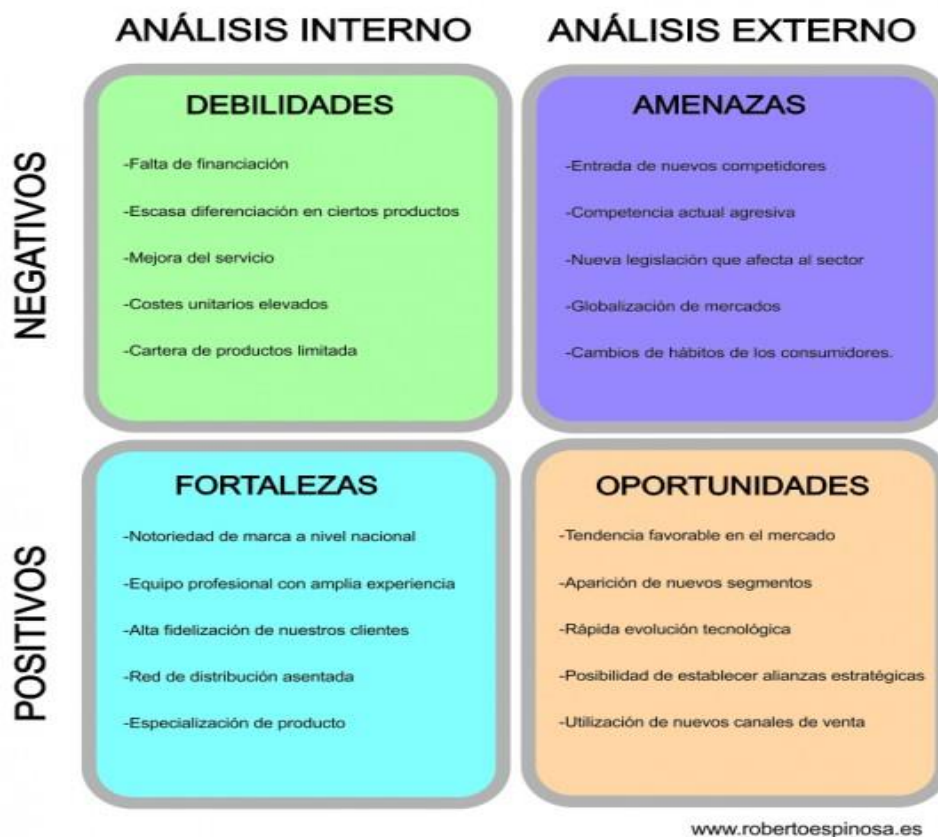 ANÁLISIS INTERNO
ANÁLISIS EXTERNO
NEGATIVOS
DEBILIDADES
-Falta de financiación
-Escasa diferenciación en ciertos productos
-Mejora del servicio
-Costes unitarios elevados
-Cartera de productos limitada
AMENAZAS
-Entrada de nuevos competidores
-Competencia actual agresiva
-Nueva legislación que afecta al sector
-Globalización de mercados
-Cambios de hábitos de los consumidores.
POSITIVOS
FORTALEZAS
-Notoriedad de marca a nivel nacional
-Equipo profesional con amplia experiencia
-Alta fidelización de nuestros clientes
-Red de distribución asentada
-Especialización de producto
OPORTUNIDADES
-Tendencia favorable en el mercado
-Aparición de nuevos segmentos
-Rápida evolución tecnológica
-Posibilidad de establecer alianzas estratégicas
-Utilización de nuevos canales de venta
www.robertoespinosa.es